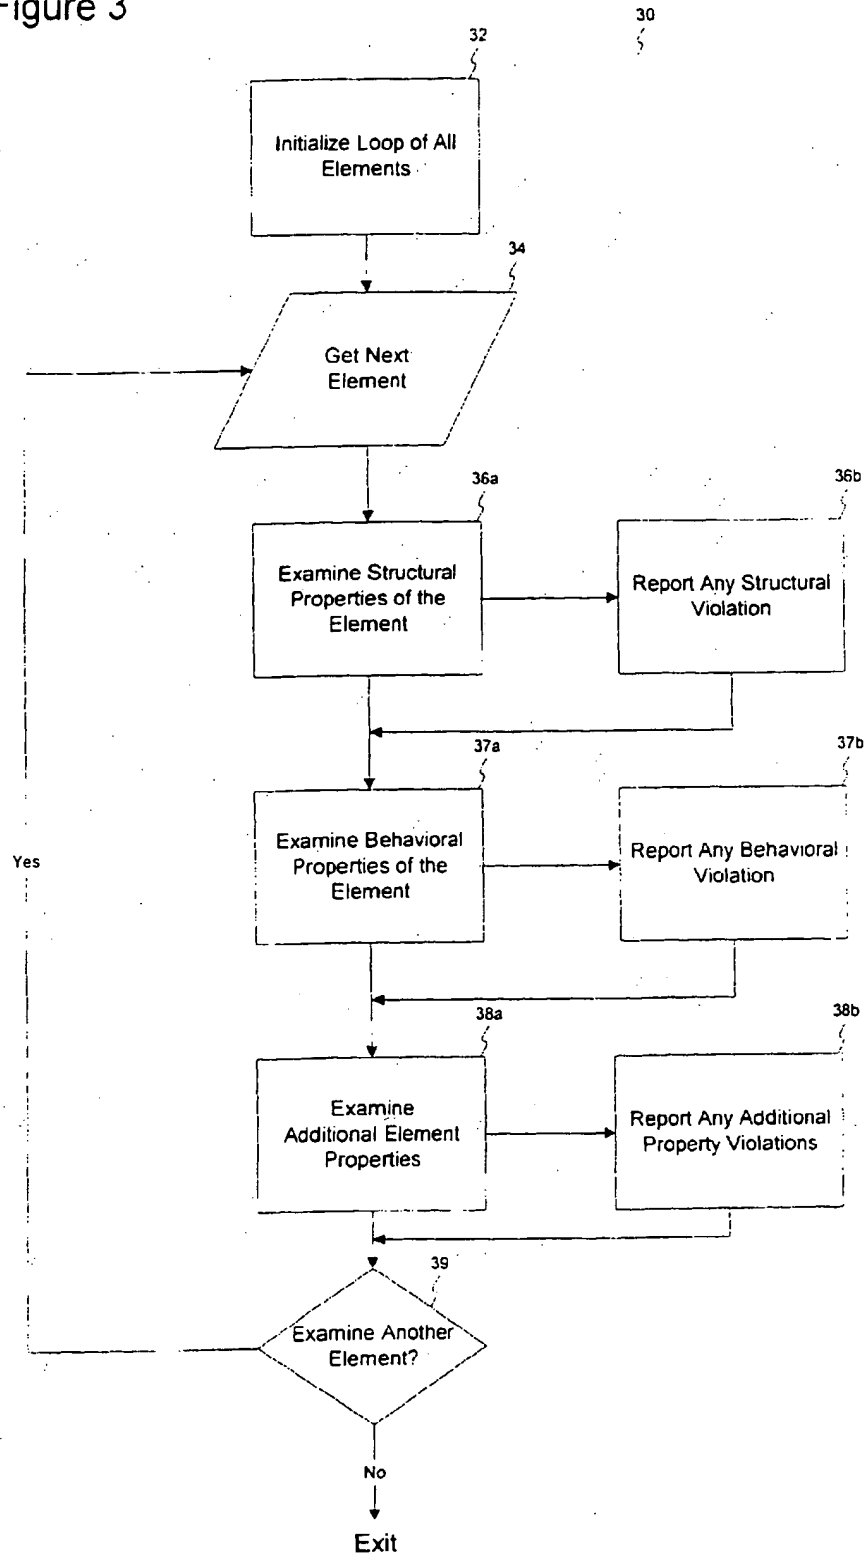 Figure 3
30
32
Initialize Loop of All
Elements
34
Get Next
Element
36a
36b
Examine Structural
Properties of the
Element
Report Any Structural
Violation
37a
37b
Examine Behavioral
Properties of the
Element
Report Any Behavioral
Violation
Yes
38a
38b
Examine
Additional Element
Properties
Report Any Additional
Property Violations
39
Examine Another
Element?
No
Exit